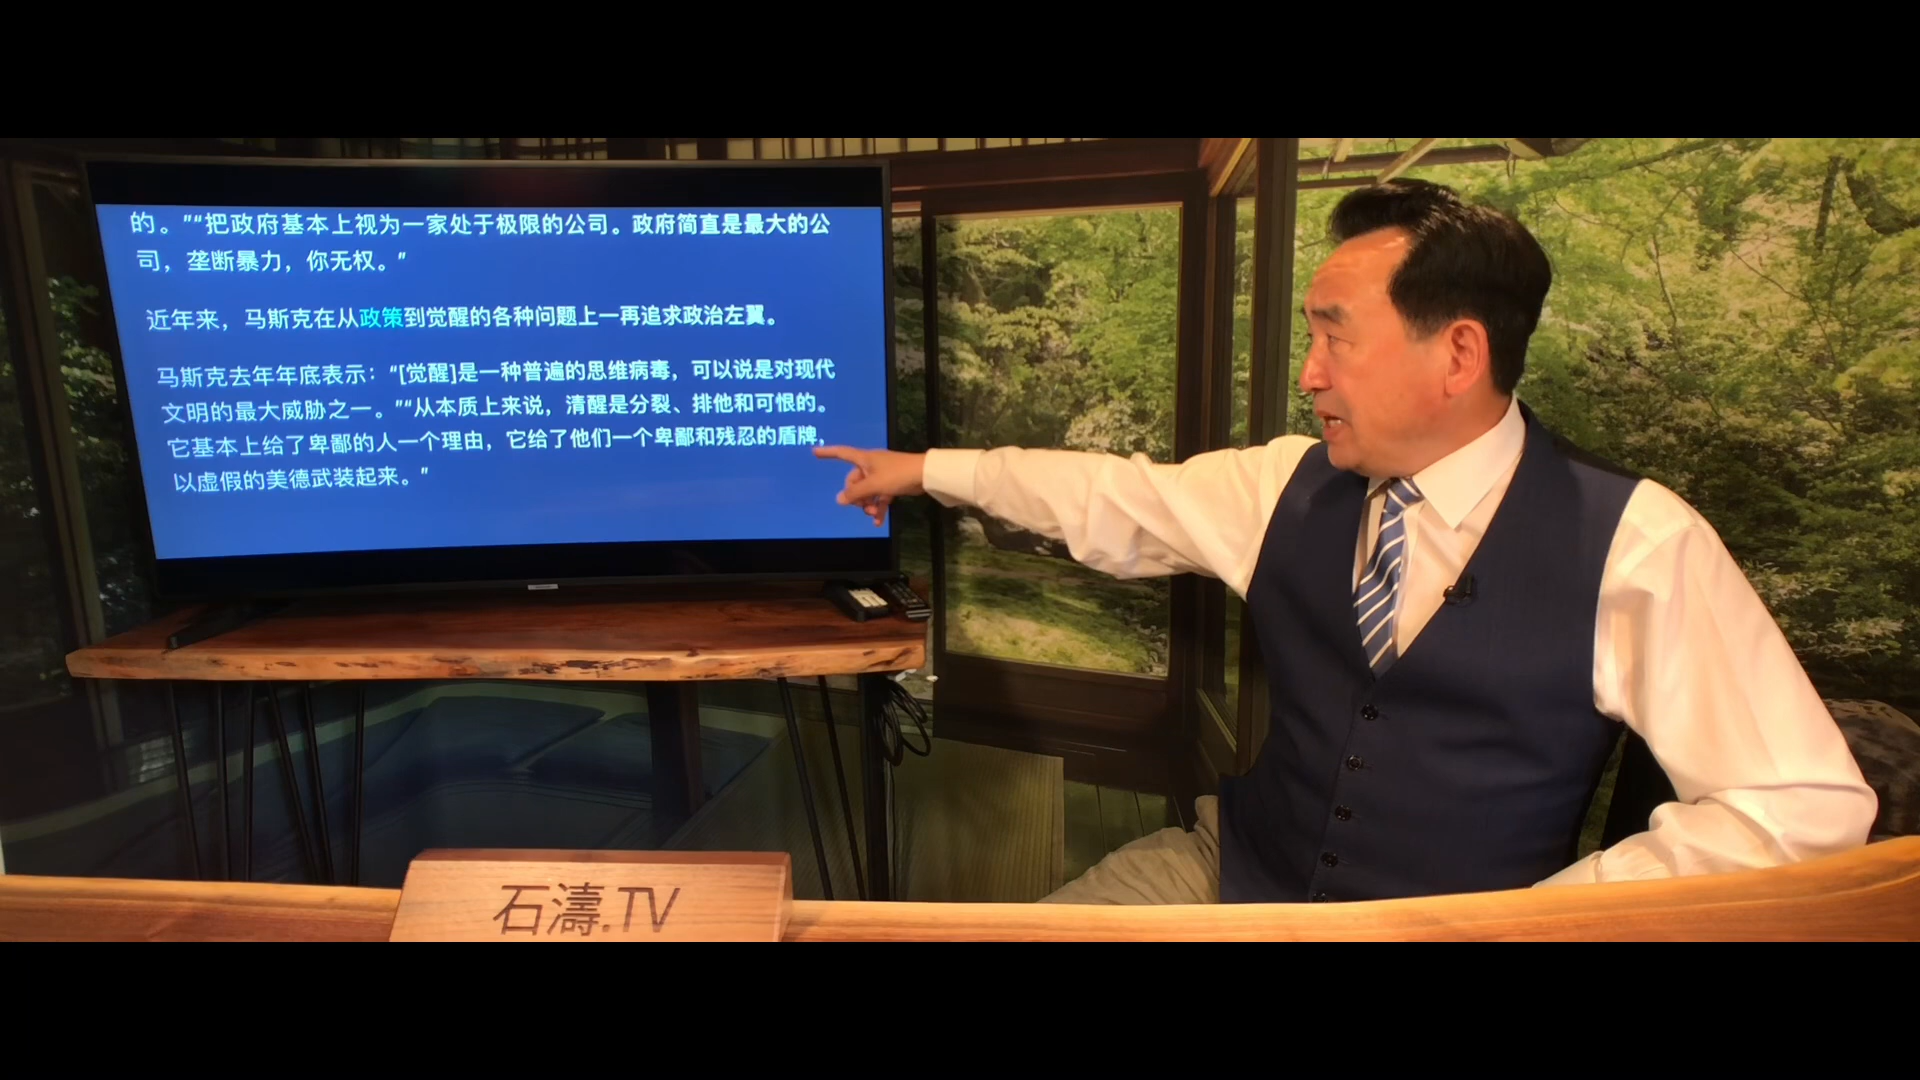 的。”“把政府基本上视为一家处于极限的公司。政府简直是最大的公
司，垄断暴力，你无权。”
近年来，马斯克在从政策到觉醒的各种问题上一再追求政治左翼。
马斯克去年年底表示：“[觉醒]是一种普遍的思维病毒，可以说是对现代
文明的最大威胁之一。”“从本质上来说，清醒是分裂、排他和可恨的。
它基本上给了卑鄙的人一个理由，它给了他们一个卑鄙和残忍的盾牌，
以虚假的美德武装起来。”
石濤.TV